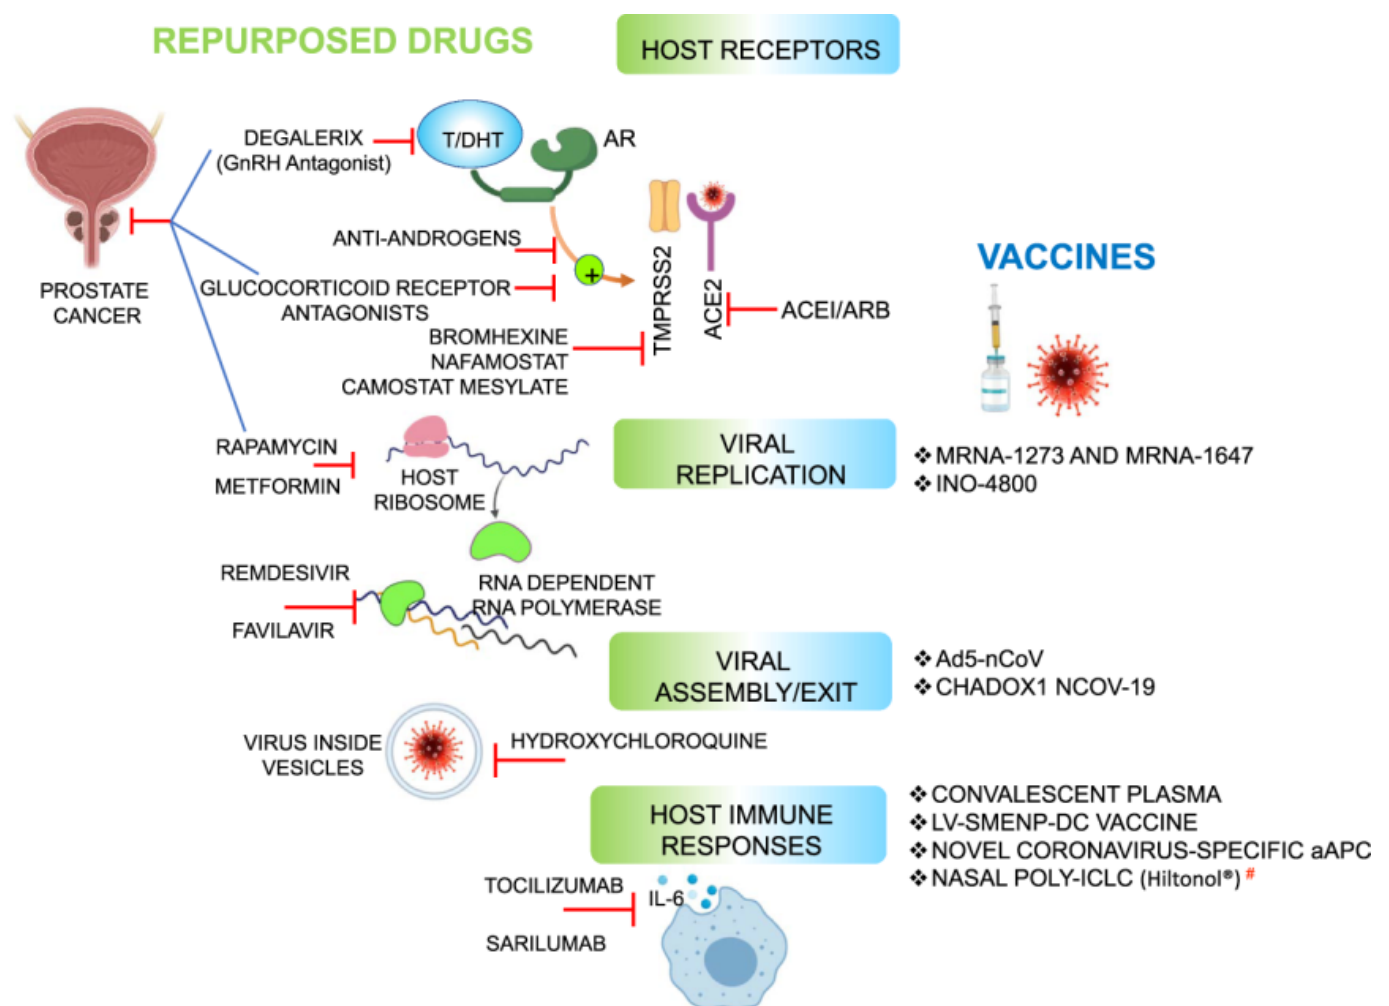 REPURPOSED DRUGS
HOST RECEPTORS
DEGALERIX
(GnRH Antagonist)
T/DHT
AR
PROSTATE
CANCER
ANTI-ANDROGENS
+
GLUCOCORTICOID RECEPTOR
ANTAGONISTS
BROMHEXINE
NAFAMOSTAT
CAMOSTAT MESYLATE
TMPRSS2
ACE2
ACEI/ARB
VACCINES
RAPAMYCIN
METFORMIN
HOST
RIBOSOME
VIRAL
REPLICATION
❖MRNA-1273 AND MRNA-1647
❖INO-4800
REMDESIVIR
FAVILAVIR
RNA DEPENDENT
RNA POLYMERASE
VIRAL
ASSEMBLY/EXIT
❖Ad5-nCoV
❖CHADOX1 NCOV-19
VIRUS INSIDE
VESICLES
HYDROXYCHLOROQUINE
HOST IMMUNE
RESPONSES
❖CONVALESCENT PLASMA
❖LV-SMENP-DC VACCINE
❖NOVEL CORONAVIRUS-SPECIFIC aAPC
❖NASAL POLY-ICLC (Hiltonol®) #
TOCILIZUMAB
SARILUMAB
IL-6